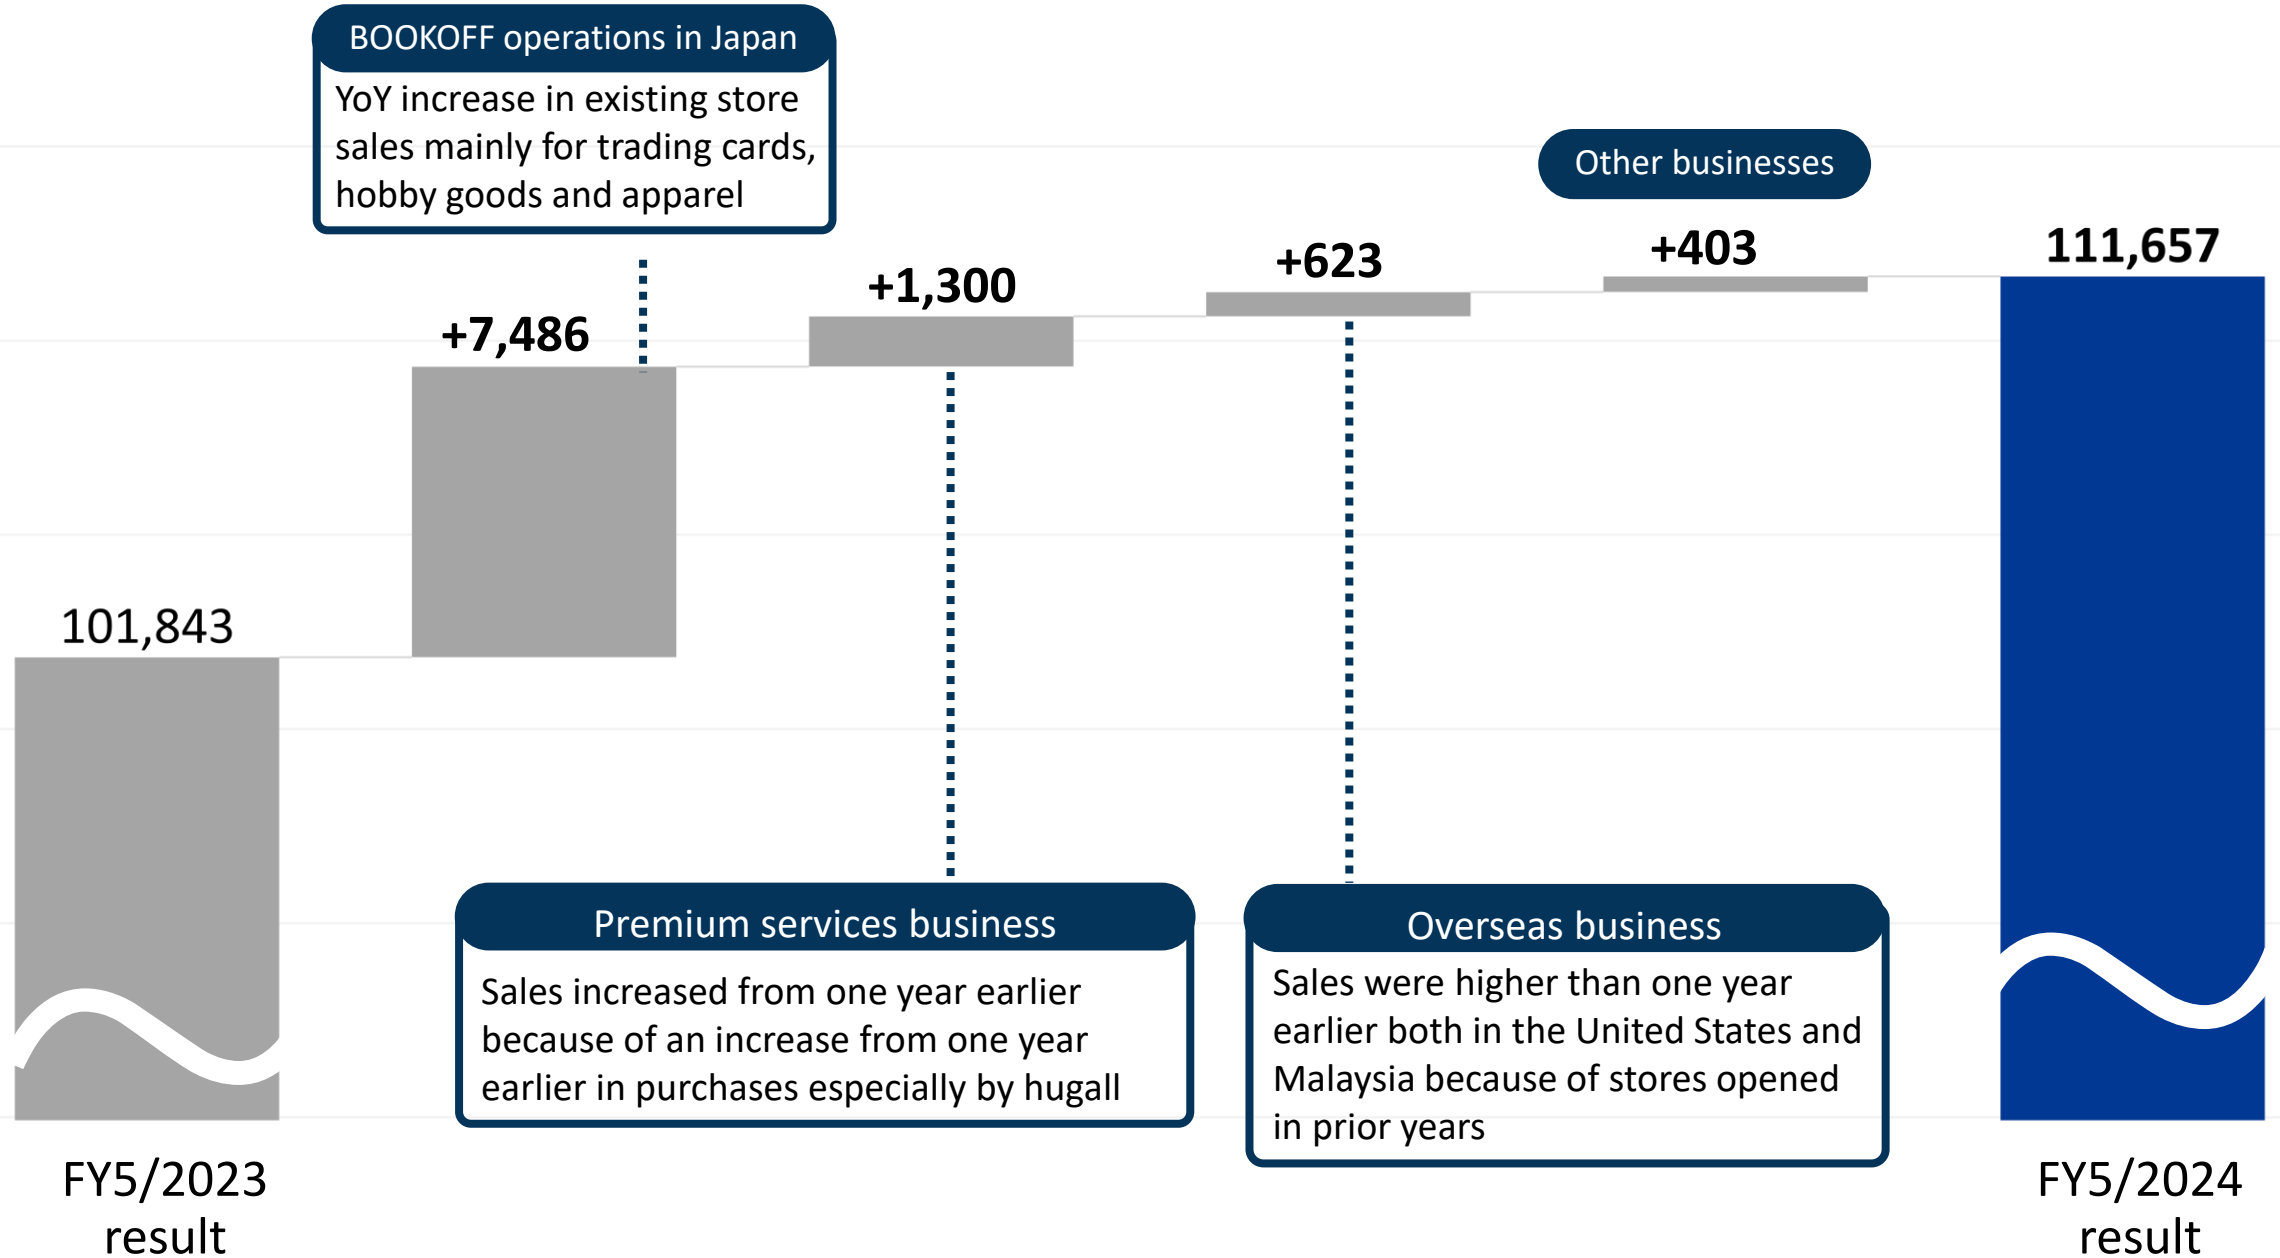 BOOKOFF operations in Japan
YoY increase in existing store
sales mainly for trading cards,
hobby goods and apparel
Other businesses
+7,486
+1,300
+623
+403
111,657
101,843
Premium services business
Sales increased from one year earlier
because of an increase from one year
earlier in purchases especially by hugall
Overseas business
Sales were higher than one year
earlier both in the United States and
Malaysia because of stores opened
in prior years
FY5/2023
result
FY5/2024
result